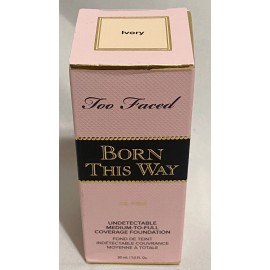 Ivory
Too Faced
BORN
THIS WAY
UNDETECTABLE
MEDIUM-TO-FULL
COVERAGE FOUNDATION
FOND DE TEINT
INDÉTECTABLE COUVRANCE
MOYENNE À TOTALE